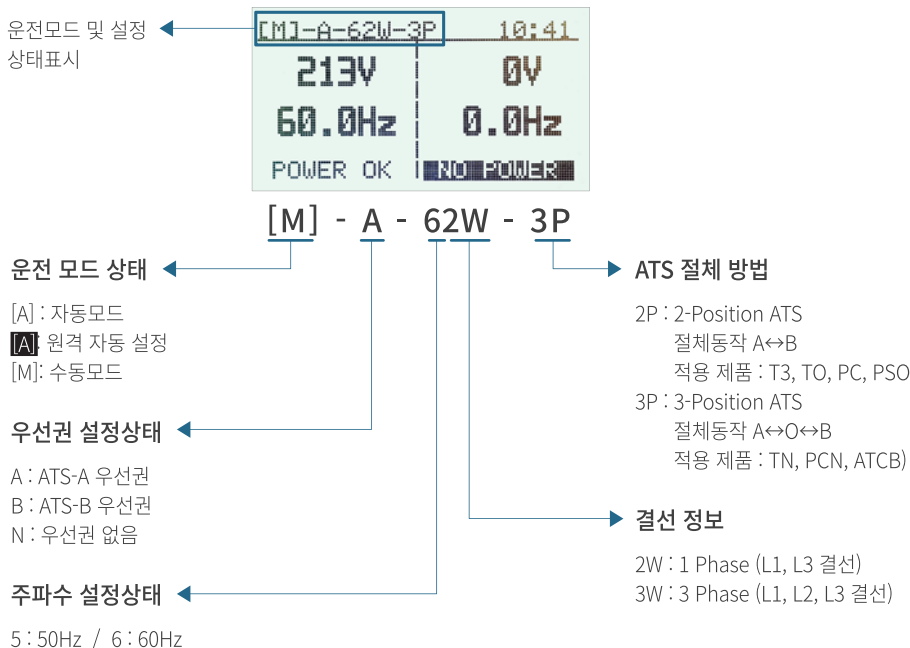 운전모드 및 설정
상태표시
[M]-A-62W-3P 10:41
213V 0V
60.0Hz 0.0Hz
POWER OK NO POWER
[M] - A - 62W - 3P
운전 모드 상태
[A] : 자동모드
[A]: 원격 자동 설정
[M]: 수동모드
우선권 설정상태
A : ATS-A 우선권
B : ATS-B 우선권
N : 우선권 없음
주파수 설정상태
5 : 50Hz / 6 : 60Hz
ATS 절체 방법
2P : 2-Position ATS
절체동작 A↔B
적용 제품 : T3, TO, PC, PSO
3P : 3-Position ATS
절체동작 A↔O↔B
적용 제품 : TN, PCN, ATCB)
결선 정보
2W : 1 Phase (L1, L3 결선)
3W : 3 Phase (L1, L2, L3 결선)